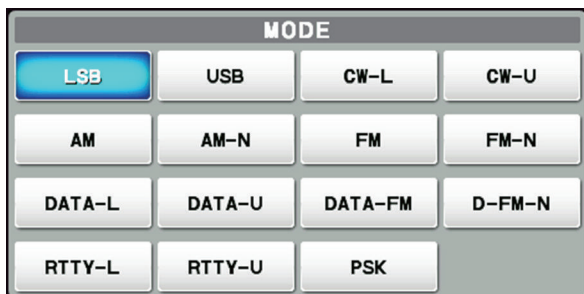 MODE
LSB USB CW-L CW-U
AM AM-N FM FM-N
DATA-L DATA-U DATA-FM D-FM-N
RTTY-L RTTY-U PSK